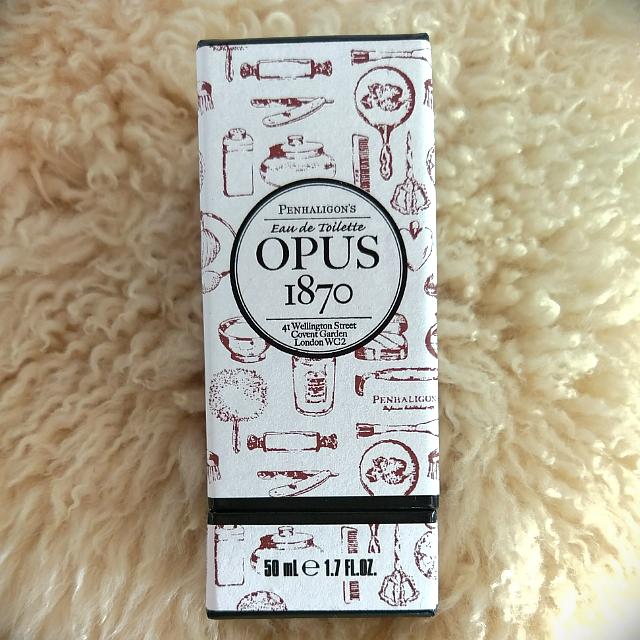 PENHALIGON'S
Eau de Toilette
OPUS
1870
41 Wellington Street
Covent Garden
London WC2
PENHALIGON
50 mL ℮ 1.7 FL.OZ.